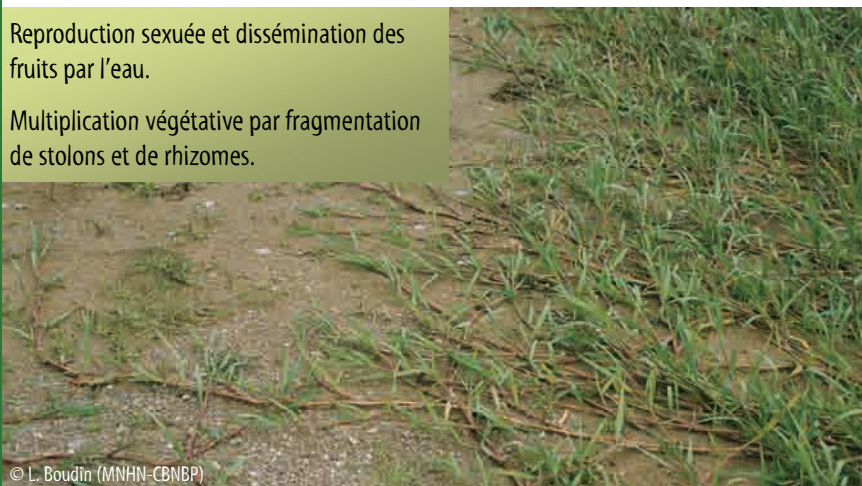 Reproduction sexuée et dissémination des
fruits par l'eau.
Multiplication végétative par fragmentation
de stolons et de rhizomes.
© L. Boudin (MNHN-CBNBP)